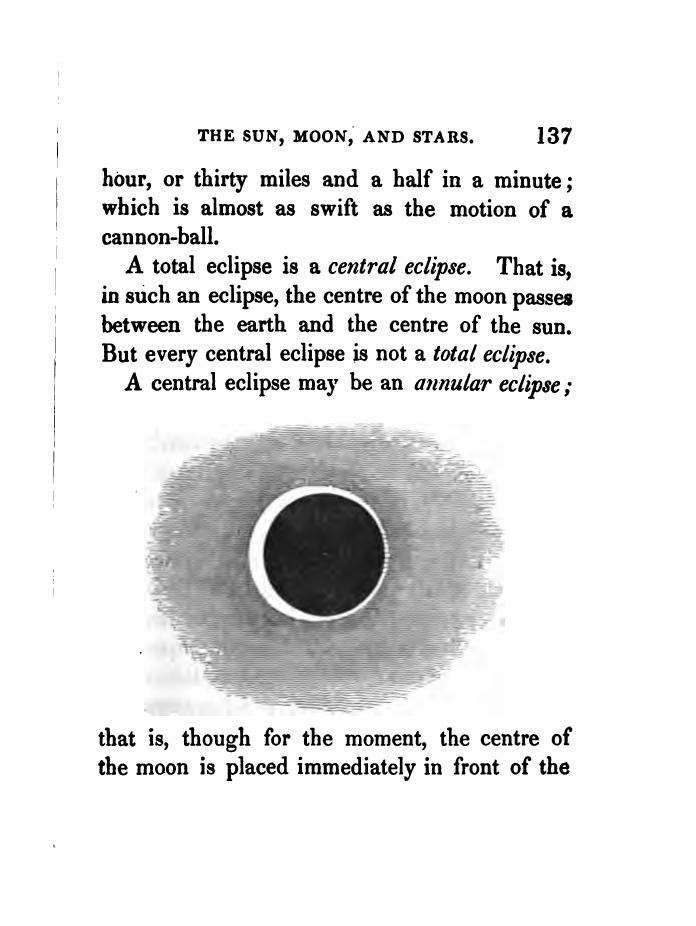 THE SUN, MOON, AND STARS. 137
hour, or thirty miles and a half in a minute;
which is almost as swift as the motion of a
cannon-ball.
A total eclipse is a central eclipse. That is,
in such an eclipse, the centre of the moon passes
between the earth and the centre of the sun.
But every central eclipse is not a total eclipse.
A central eclipse may be an annular eclipse;
that is, though for the moment, the centre of
the moon is placed immediately in front of the